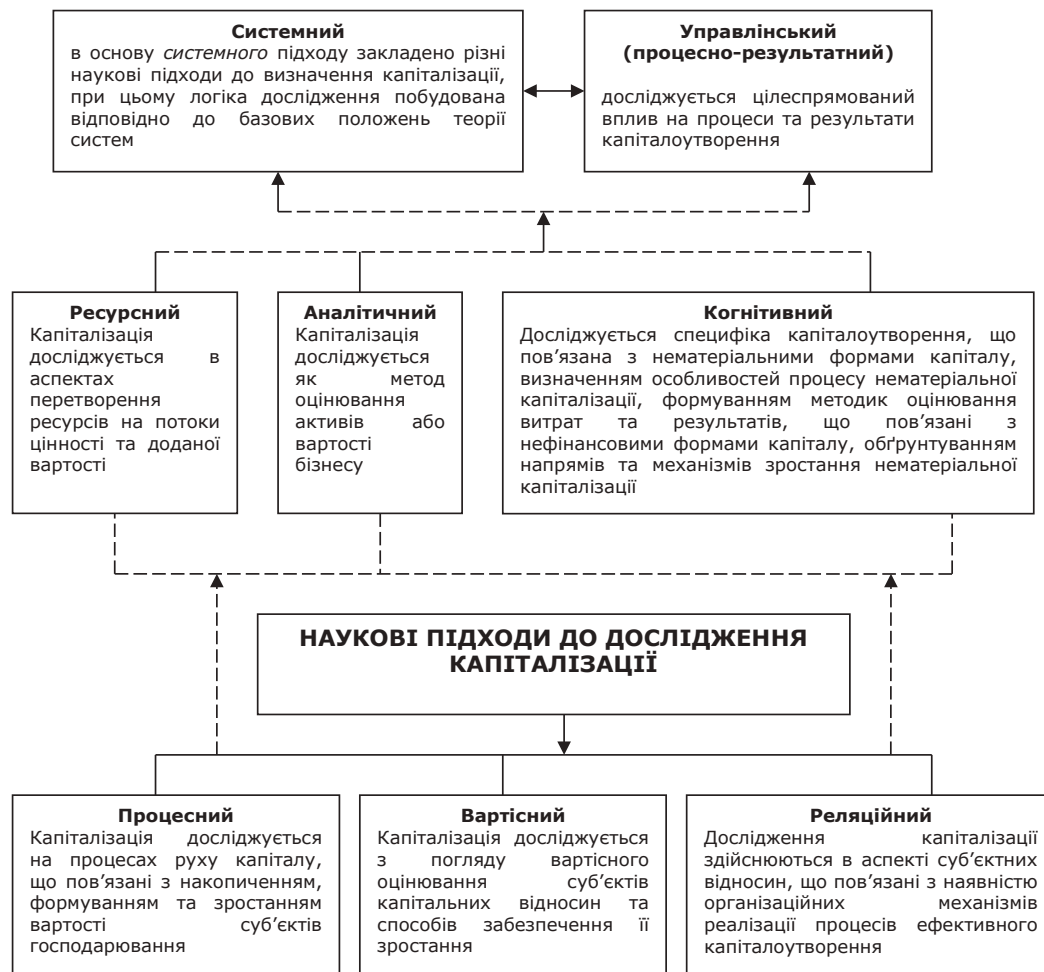 Системний
в основу системного підходу закладено різні
наукові підходи до визначення капіталізації,
при цьому логіка дослідження побудована
відповідно до базових положень теорії
систем
Управлінський
(процесно-результатний)
досліджується цілеспрямований
вплив на процеси та результати
капіталоутворення
Ресурсний
Капіталізація
досліджується в
аспектах
перетворення
ресурсів на потоки
цінності та доданої
вартості
Аналітичний
Капіталізація
досліджується
як метод
оцінювання
активів або
вартості
бізнесу
Когнітивний
Досліджується специфіка капіталоутворення, що
пов’язана з нематеріальними формами капіталу,
визначенням особливостей процесу нематеріальної
капіталізації, формуванням методик оцінювання
витрат та результатів, що пов’язані з
нефінансовими формами капіталу, обґрунтуванням
напрямів та механізмів зростання нематеріальної
капіталізації
НАУКОВІ ПІДХОДИ ДО ДОСЛІДЖЕННЯ
КАПІТАЛІЗАЦІЇ
Процесний
Капіталізація досліджується
на процесах руху капіталу,
що пов’язані з накопиченням,
формуванням та зростанням
вартості суб’єктів
господарювання
Вартісний
Капіталізація досліджується
з погляду вартісного
оцінювання суб’єктів
капітальних відносин та
способів забезпечення її
зростання
Реляційний
Дослідження капіталізації
здійснюються в аспекті суб’єктних
відносин, що пов’язані з наявністю
організаційних механізмів
реалізації процесів ефективного
капіталоутворення